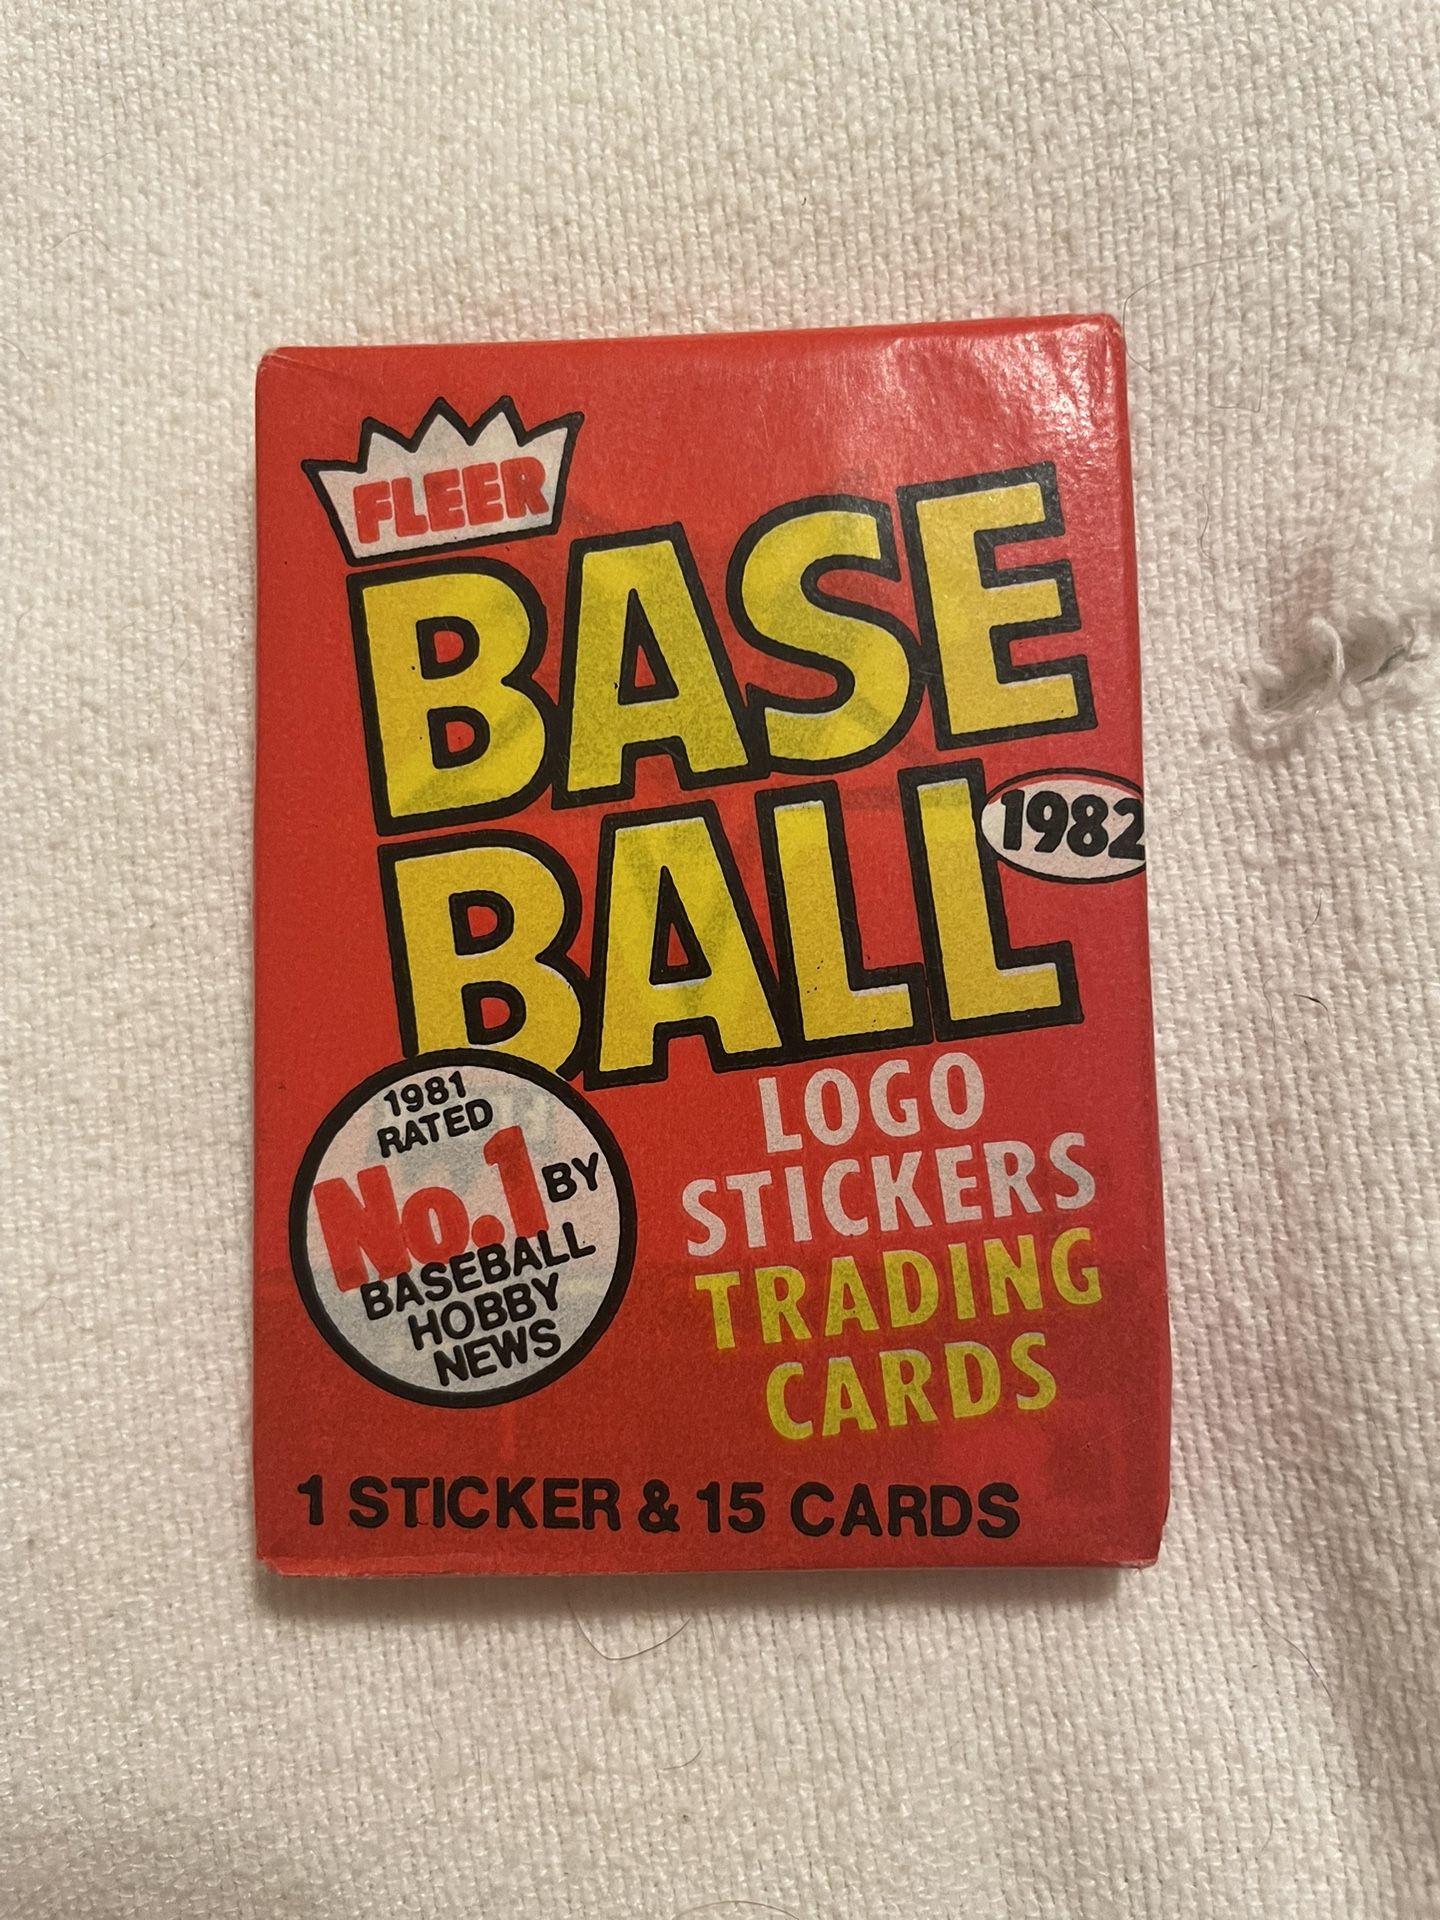 FLEER
BASE
BALL
1982
1981
RATED
No.1 BY
BASEBALL
HOBBY
NEWS
LOGO
STICKERS
TRADING
CARDS
1 STICKER & 15 CARDS